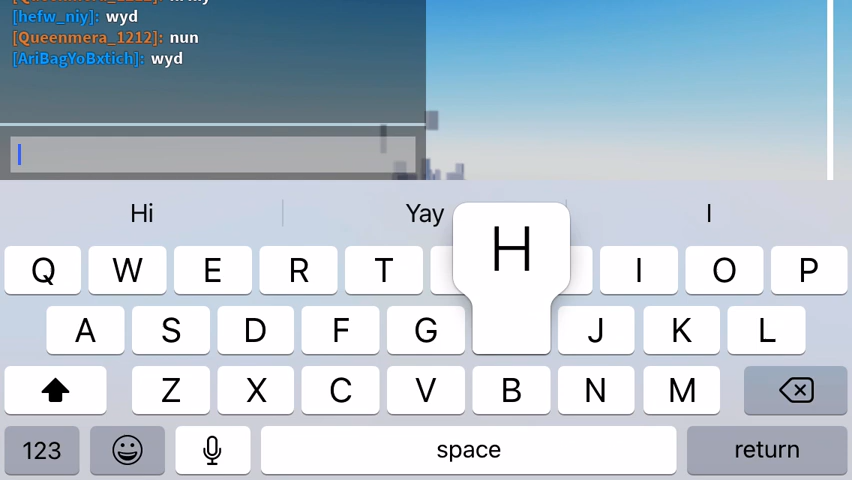 [hefw_niy]: wyd
[Queenmera_1212]: nun
[AriBagYoBxtich]: wyd
Hi Yay I
H
Q W E R T I O P
A S D F G J K L
Z X C V B N M
123 space return